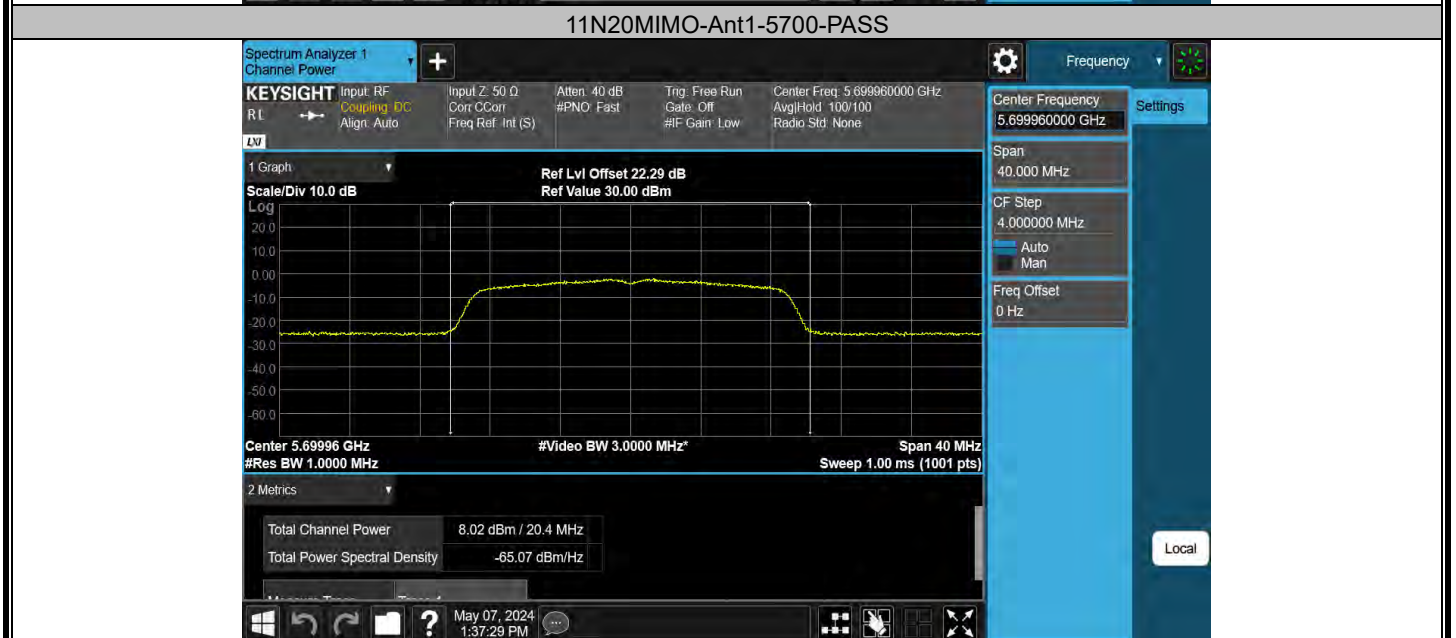 11N20MIMO-Ant1-5700-PASS
Spectrum Analyzer 1
Channel Power
+
Frequency
KEYSIGHT
RL
LXI
Input: RF
Coupling: DC
Align: Auto
Input Z: 50 Ω
Corr CCorr
Freq Ref: Int (S)
Atten: 40 dB
#PNO: Fast
Trig: Free Run
Gate: Off
#IF Gain: Low
Center Freq: 5.699960000 GHz
Avg|Hold: 100/100
Radio Std: None
Center Frequency
5.699960000 GHz
Settings
Span
40.000 MHz
CF Step
4.000000 MHz
Auto
Man
Freq Offset
0 Hz
1 Graph
Scale/Div 10.0 dB
Ref Lvl Offset 22.29 dB
Ref Value 30.00 dBm
Log
20.0
10.0
0.00
-10.0
-20.0
-30.0
-40.0
-50.0
-60.0
Center 5.69996 GHz
#Res BW 1.0000 MHz
#Video BW 3.0000 MHz*
Span 40 MHz
Sweep 1.00 ms (1001 pts)
2 Metrics
Total Channel Power 8.02 dBm / 20.4 MHz
Total Power Spectral Density -65.07 dBm/Hz
Local
?
May 07, 2024
1:37:29 PM